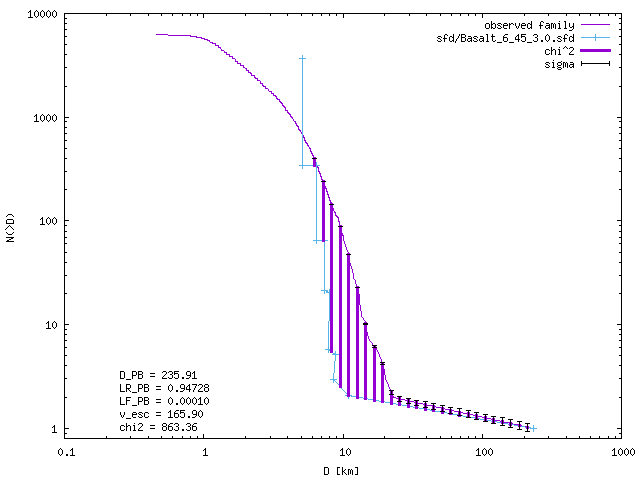 10000
1000
100
10
1
N(>D)
observed family
sfd/Basalt_6_45_3.0.sfd
chi^2
sigma
D_PB = 235.91
LR_PB = 0.94728
LF_PB = 0.00010
v_esc = 165.90
chi2 = 863.36
0.1 1 10 100 1000
D [km]